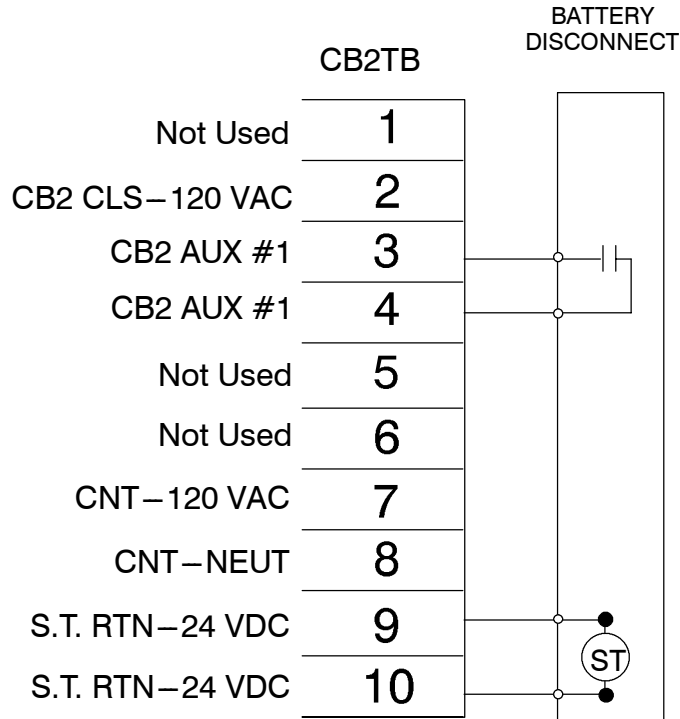 BATTERY
DISCONNECT
CB2TB
Not Used 1
CB2 CLS–120 VAC 2
CB2 AUX #1 3
CB2 AUX #1 4
Not Used 5
Not Used 6
CNT–120 VAC 7
CNT–NEUT 8
S.T. RTN–24 VDC 9
ST
S.T. RTN–24 VDC 10